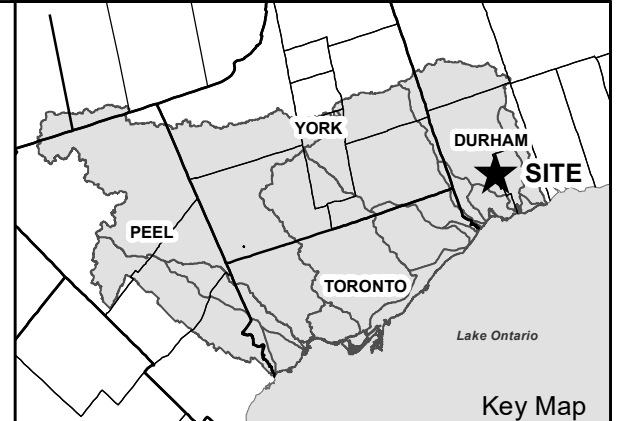 YORK
DURHAM
SITE
PEEL
TORONTO
Lake Ontario
Key Map